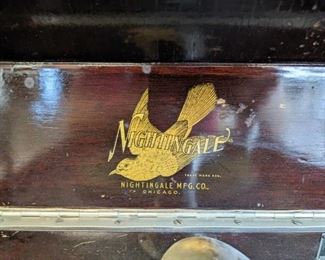 NIGHTINGALE
TRADE MARK REG.
NIGHTINGALE MFG. CO.,
CHICAGO.